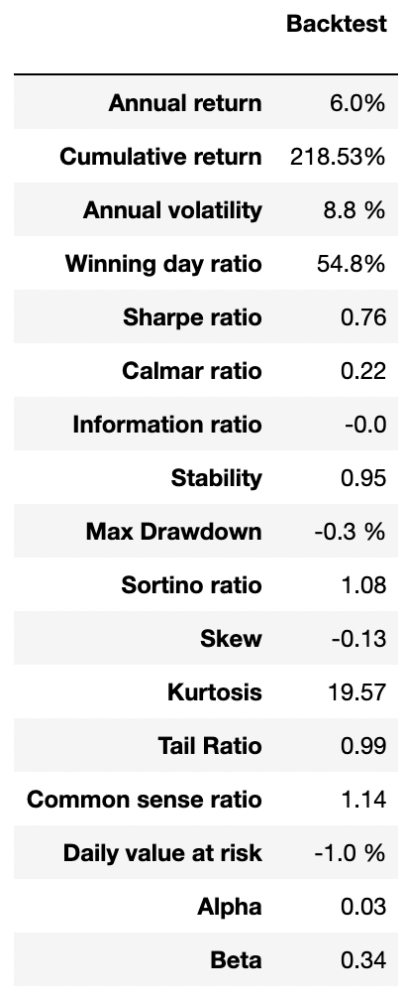 Backtest
Annual return 6.0%
Cumulative return 218.53%
Annual volatility 8.8 %
Winning day ratio 54.8%
Sharpe ratio 0.76
Calmar ratio 0.22
Information ratio -0.0
Stability 0.95
Max Drawdown -0.3 %
Sortino ratio 1.08
Skew -0.13
Kurtosis 19.57
Tail Ratio 0.99
Common sense ratio 1.14
Daily value at risk -1.0 %
Alpha 0.03
Beta 0.34